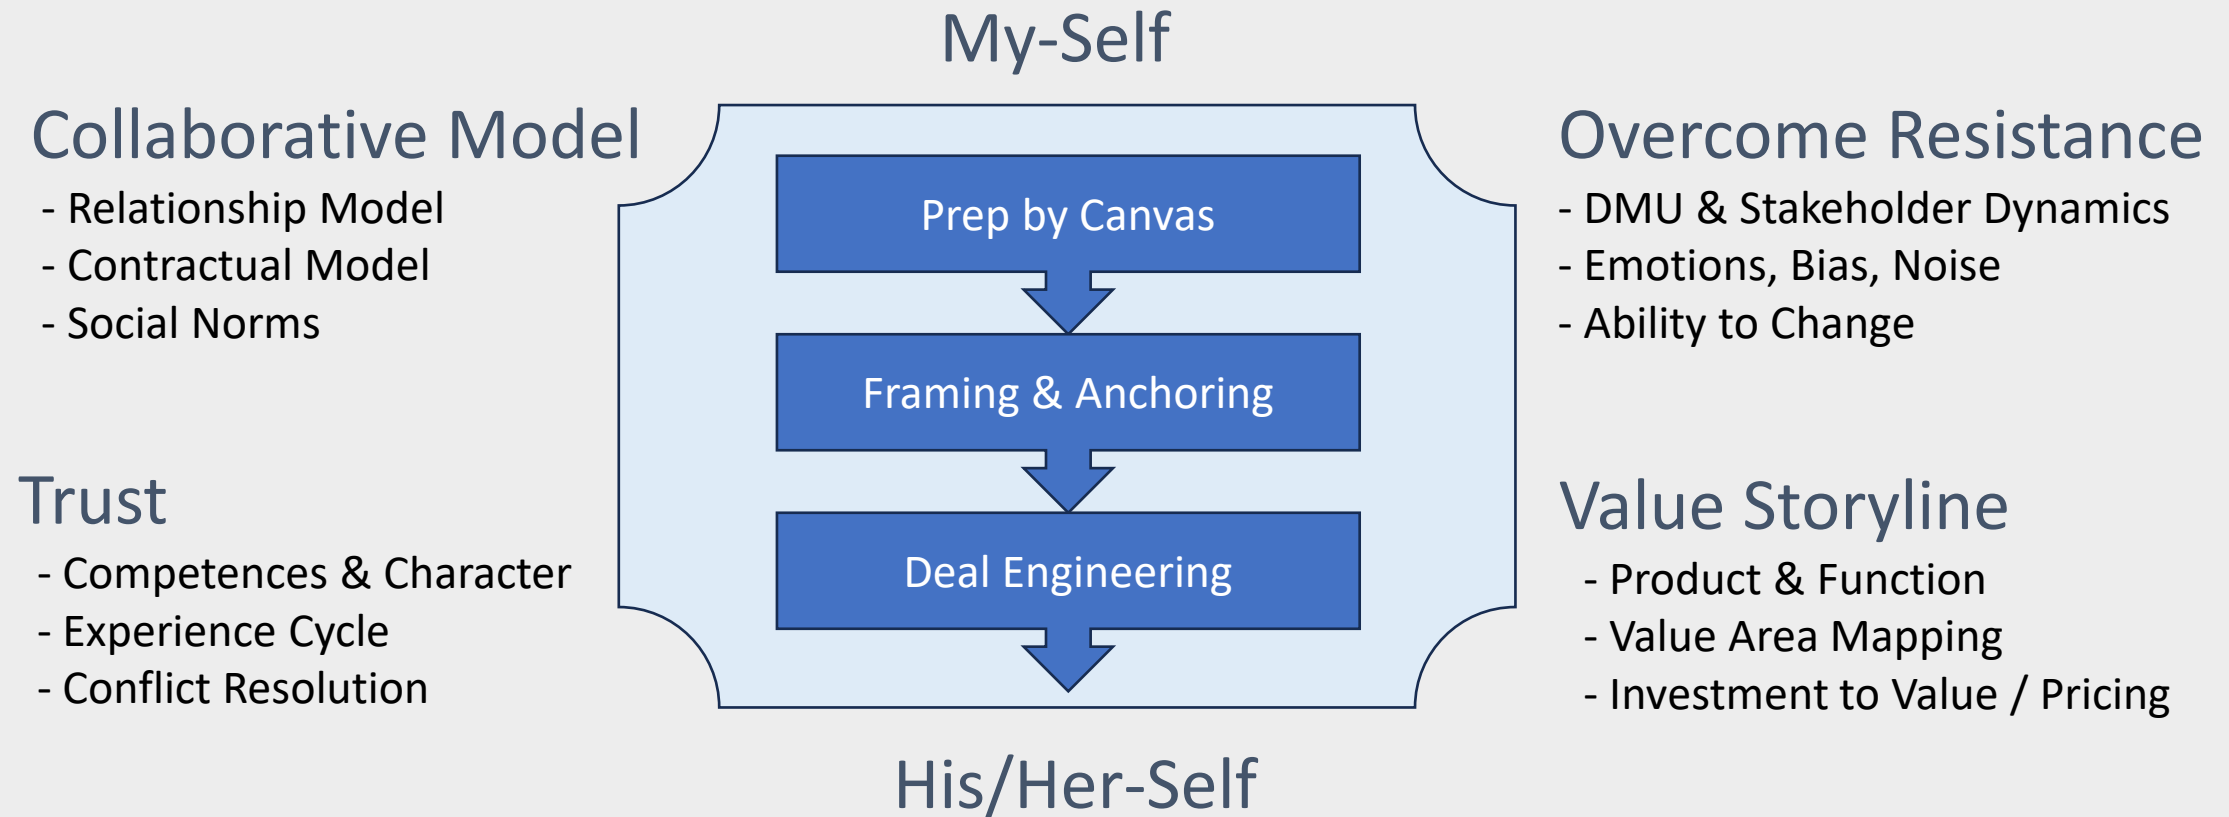 My-Self
Collaborative Model
- Relationship Model
- Contractual Model
- Social Norms
Overcome Resistance
- DMU & Stakeholder Dynamics
- Emotions, Bias, Noise
- Ability to Change
Prep by Canvas
Framing & Anchoring
Deal Engineering
Trust
- Competences & Character
- Experience Cycle
- Conflict Resolution
Value Storyline
- Product & Function
- Value Area Mapping
- Investment to Value / Pricing
His/Her-Self